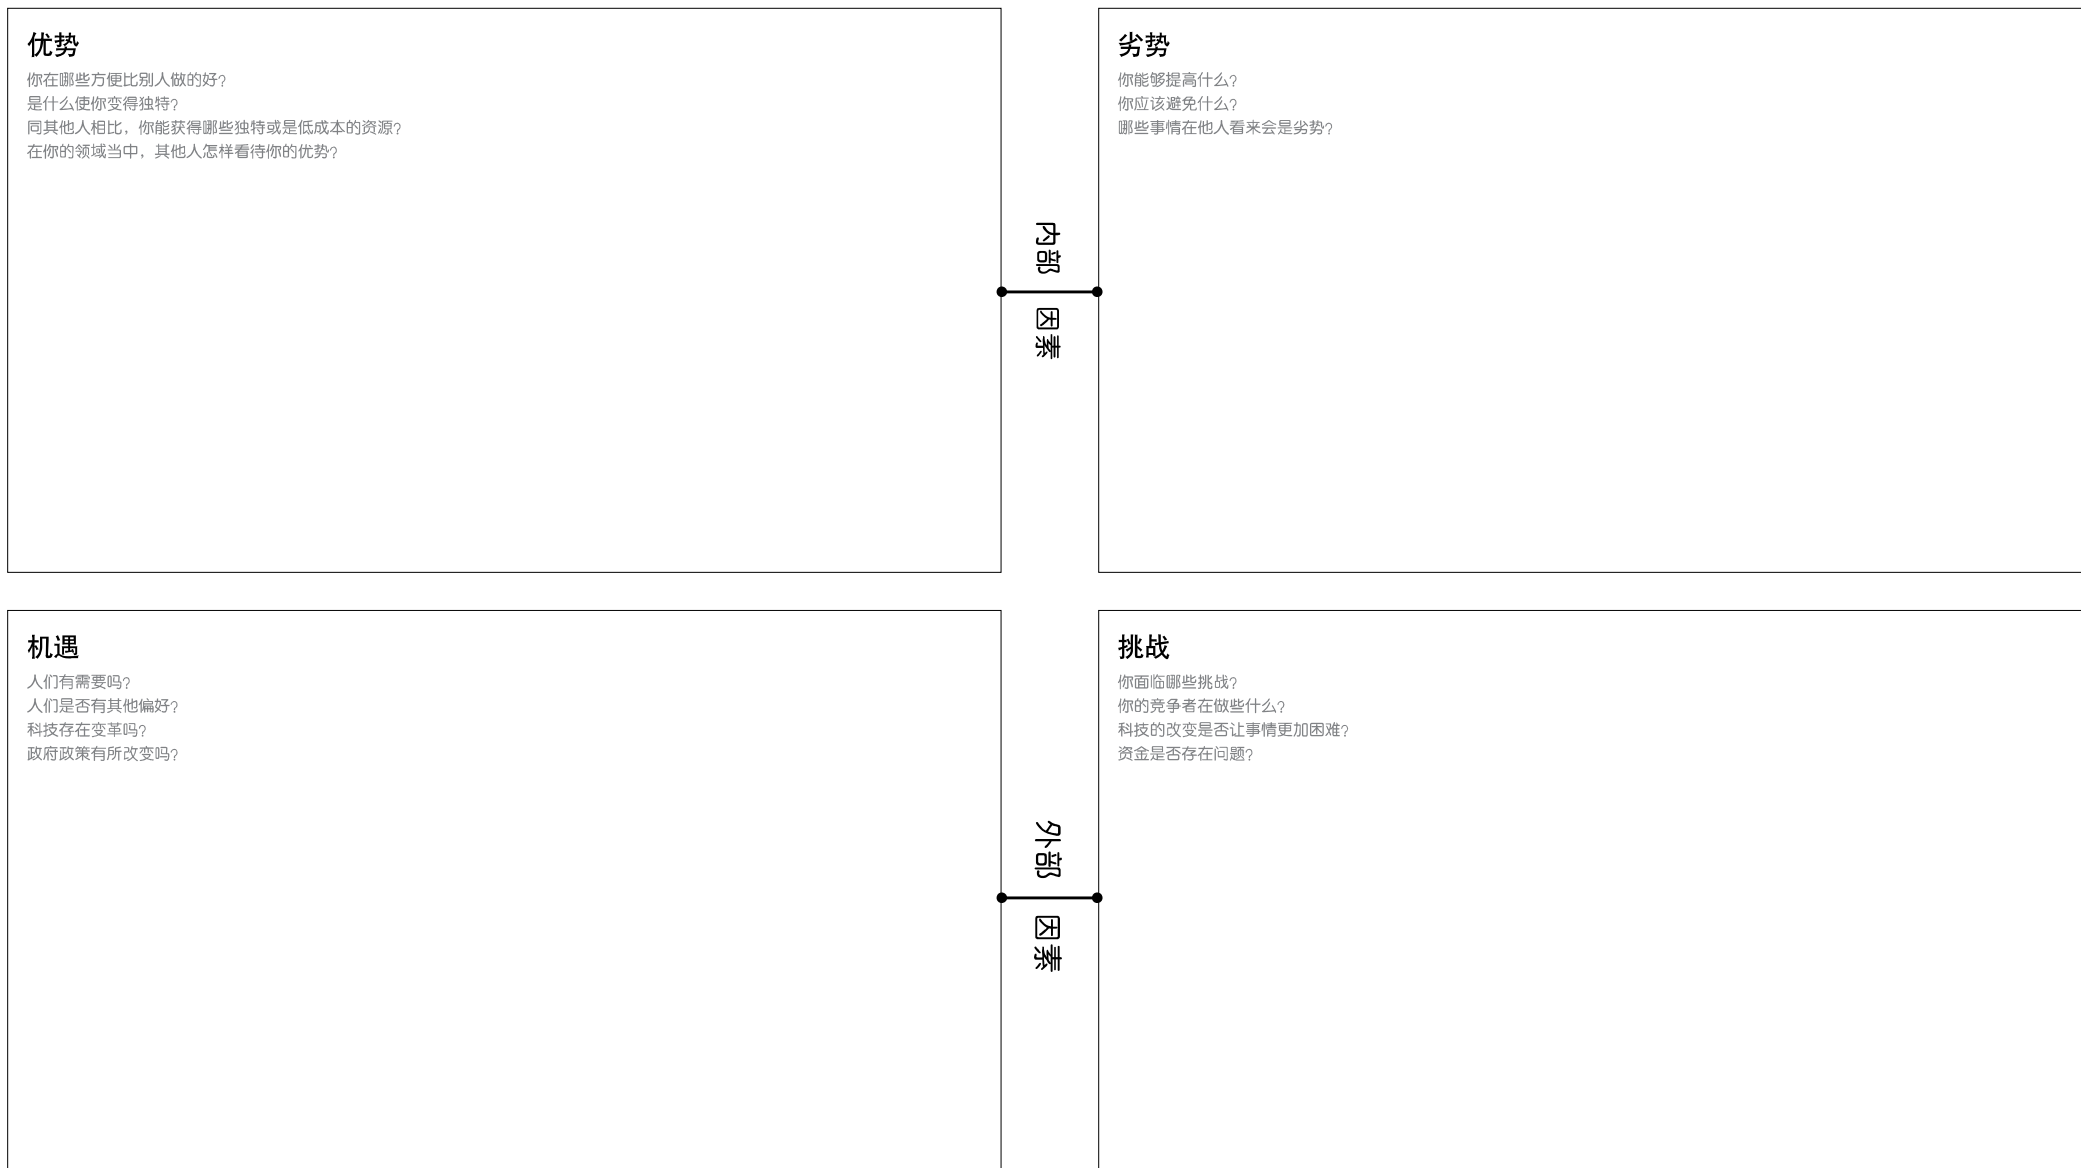 优势
你在哪些方便比别人做的好?
是什么使你变得独特?
同其他人相比，你能获得哪些独特或是低成本的资源?
在你的领域当中，其他人怎样看待你的优势?
内部
因素
劣势
你能够提高什么?
你应该避免什么?
哪些事情在他人看来会是劣势?
机遇
人们有需要吗?
人们是否有其他偏好?
科技存在变革吗?
政府政策有所改变吗?
外部
因素
挑战
你面临哪些挑战?
你的竞争者在做些什么?
科技的改变是否让事情更加困难?
资金是否存在问题?